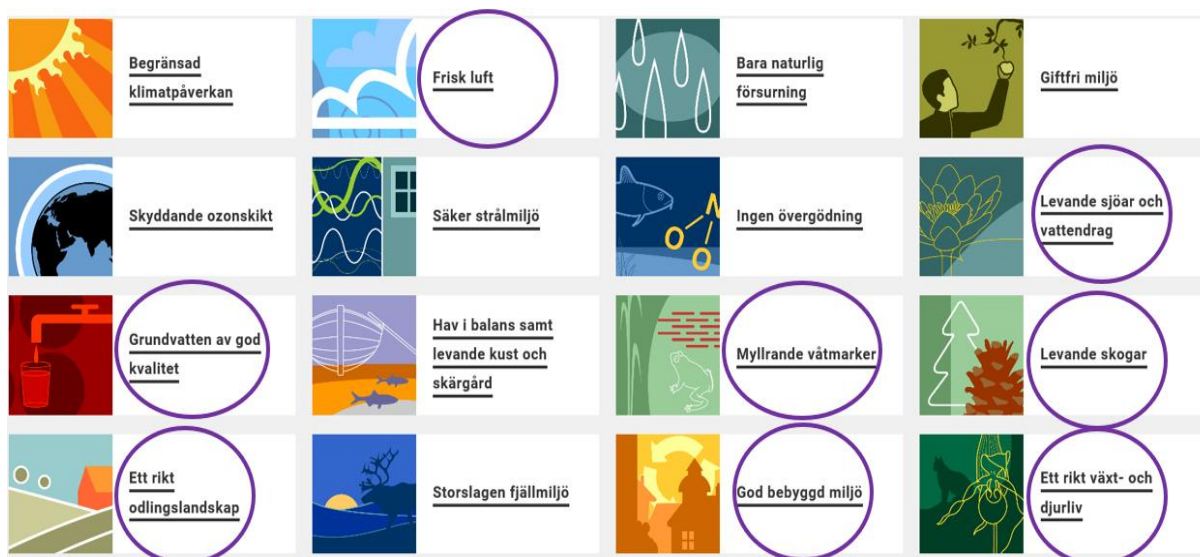 Begränsad
klimatpåverkan
Frisk luft
Bara naturlig
försurning
Giftfri miljö
Skyddande ozonskikt
Säker strålmiljö
Ingen övergödning
N
O
O
Levande sjöar och
vattendrag
Grundvatten av god
kvalitet
Hav i balans samt
levande kust och
skärgård
Myllrande våtmarker
Levande skogar
Ett rikt
odlingslandskap
Storslagen fjällmiljö
God bebyggd miljö
Ett rikt växt- och
djurliv